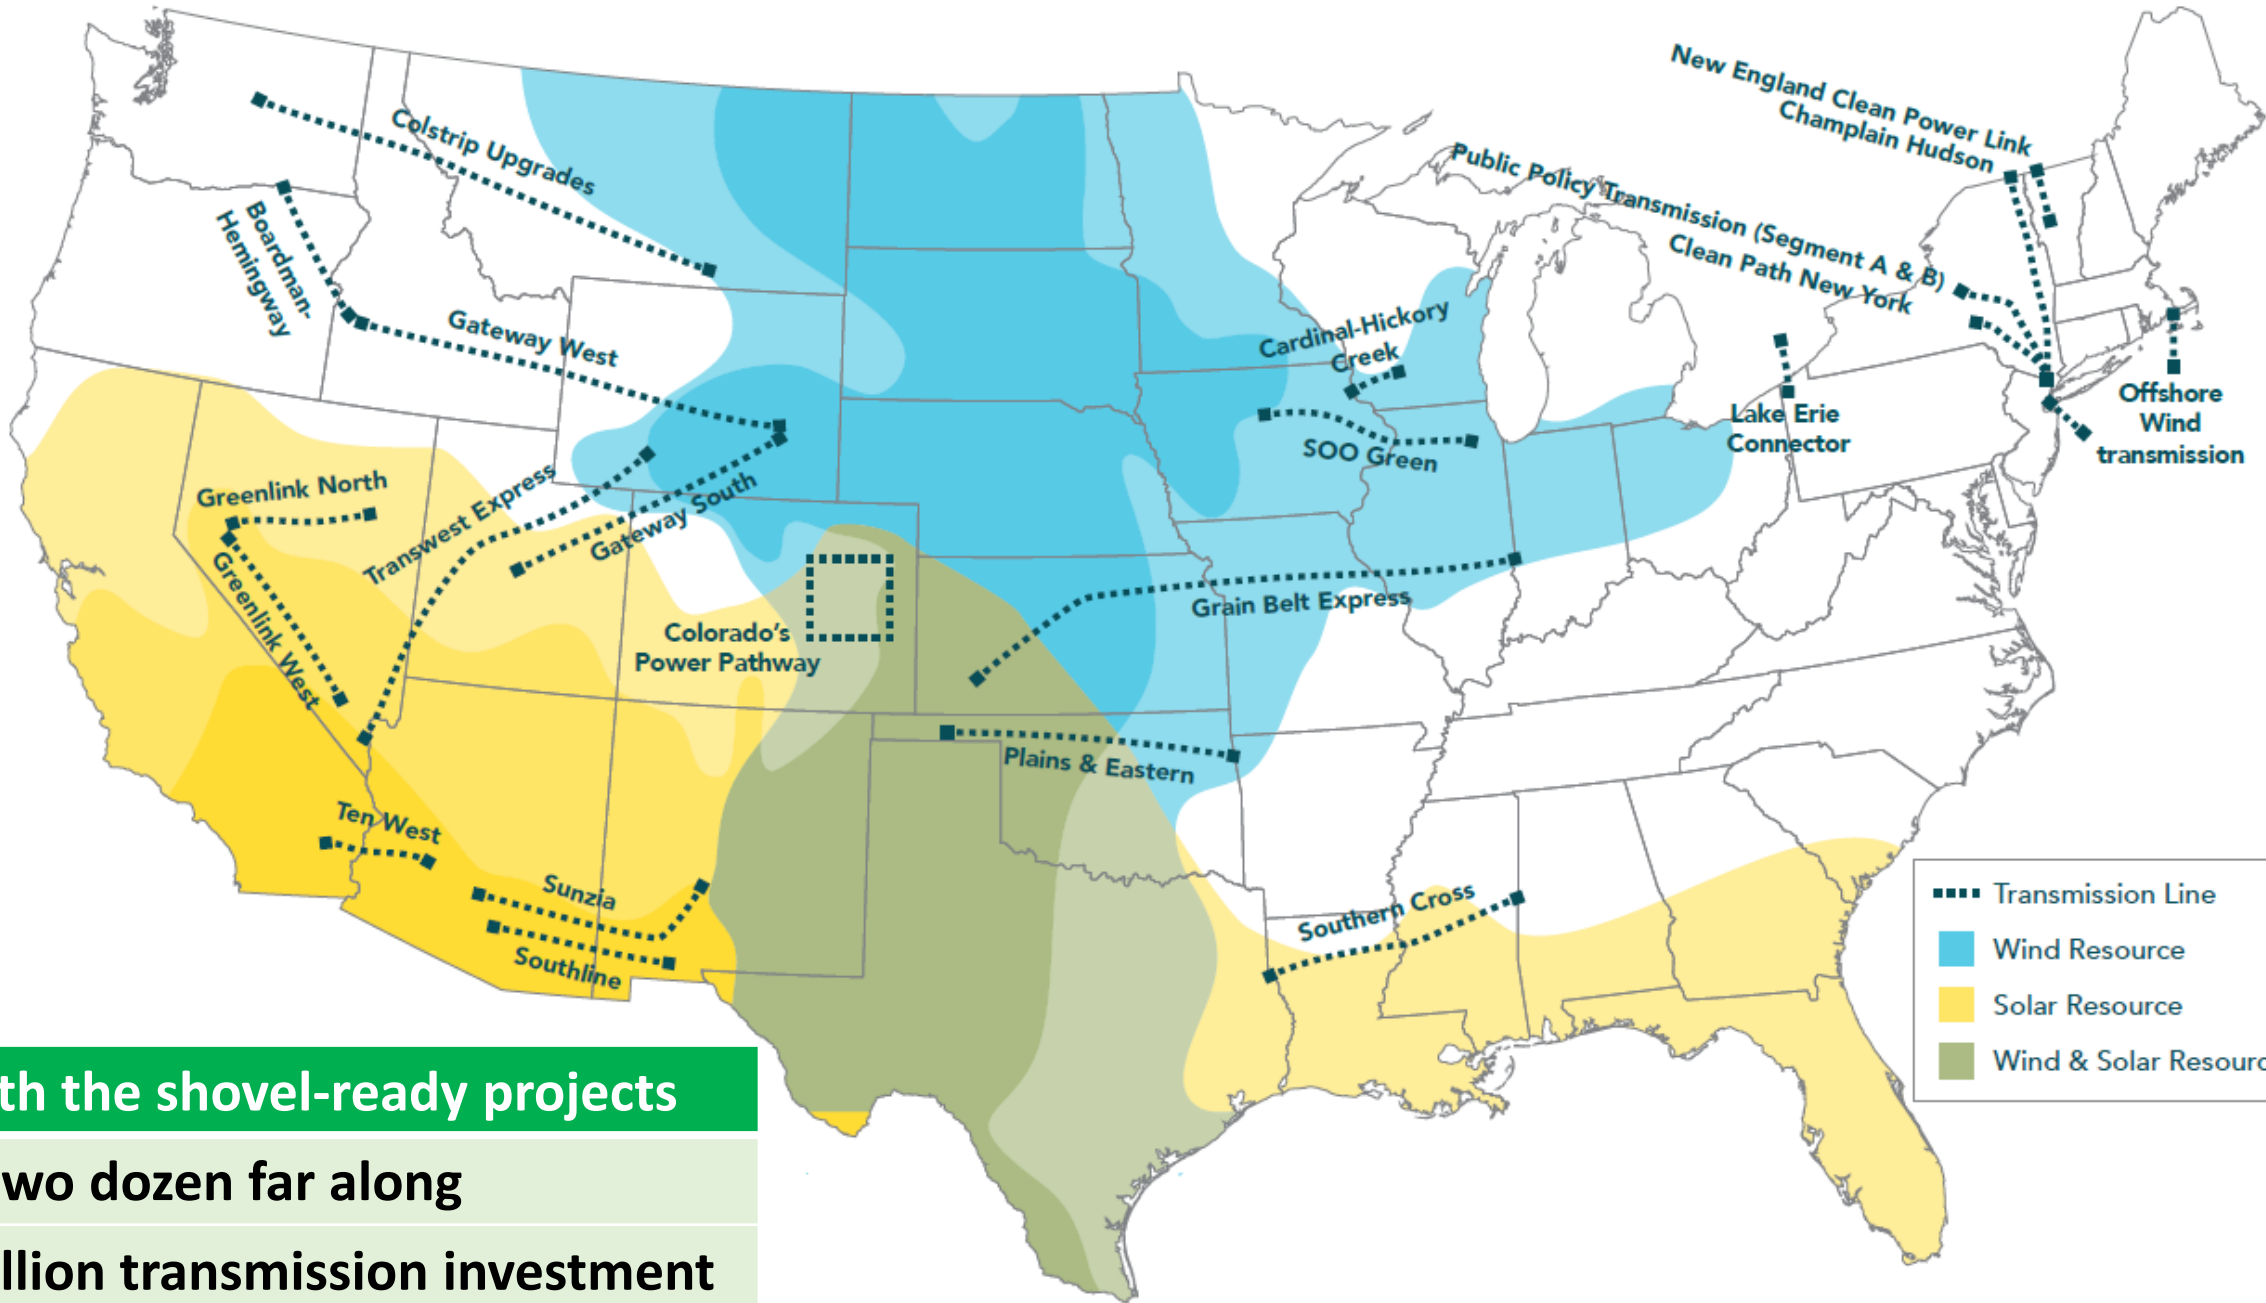 New England Clean Power Link
Champlain Hudson
Public Policy Transmission (Segment A & B)
Clean Path New York
Colstrip Upgrades
Boardman-
Hemingway
Gateway West
Cardinal-Hickory
Creek
SOO Green
Lake Erie
Connector
Offshore
Wind
transmission
Greenlink North
Transwest Express
Gateway South
Greenlink West
Colorado's
Power Pathway
Grain Belt Express
Plains & Eastern
Ten West
Sunzia
Southline
Southern Cross
Transmission Line
Wind Resource
Solar Resource
Wind & Solar Resourc
th the shovel-ready projects
wo dozen far along
llion transmission investment